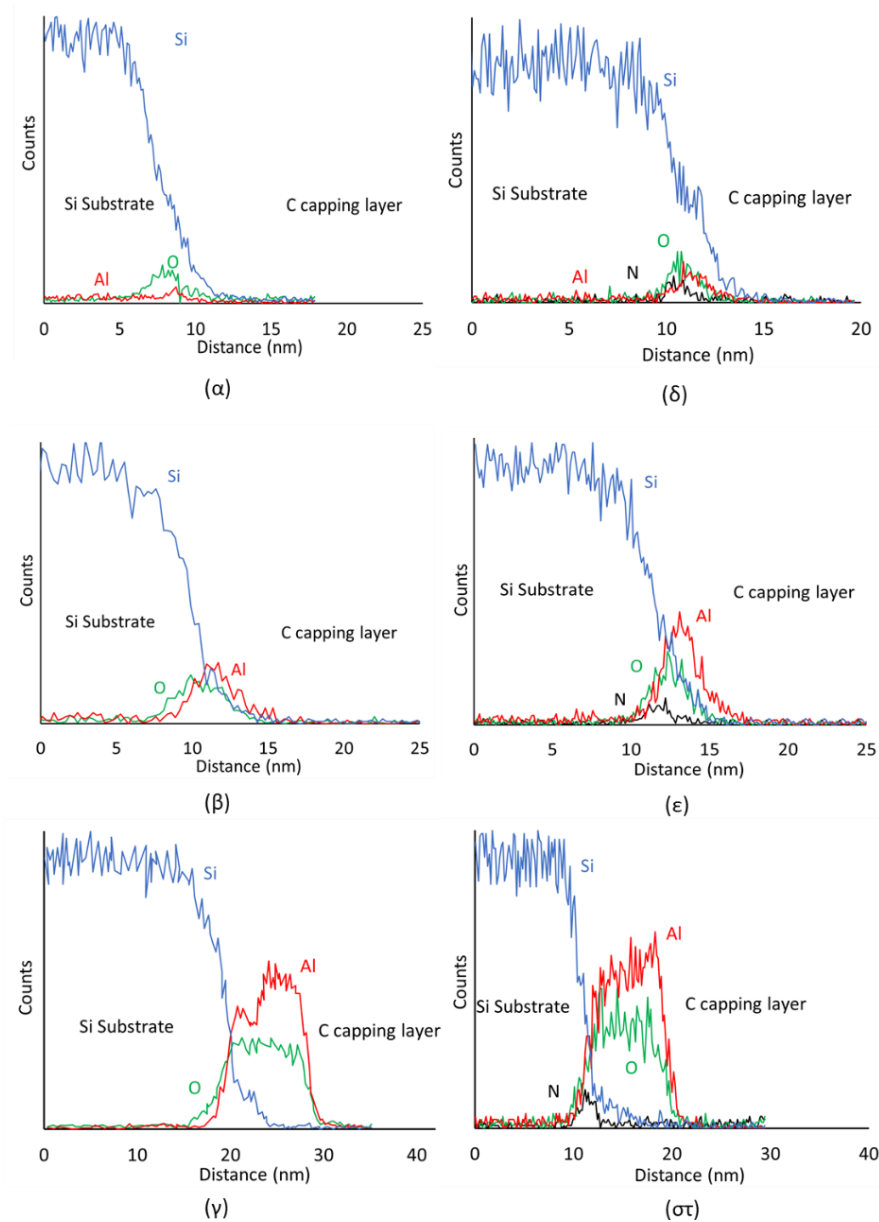 Si
Counts
Si Substrate
C capping layer
O
Al
0 5 10 15 20 25
Distance (nm)
(α)
Si
Counts
Si Substrate
C capping layer
O
N
Al
0 5 10 15 20
Distance (nm)
(δ)
Si
Counts
Si Substrate
C capping layer
O
Al
0 5 10 15 20 25
Distance (nm)
(β)
Si
Counts
Si Substrate
C capping layer
Al
O
N
0 5 10 15 20 25
Distance (nm)
(ε)
Si
Counts
Al
Si Substrate
C capping layer
O
0 10 20 30 40
Distance (nm)
(γ)
Si
Counts
Al
Si Substrate
C capping layer
O
N
0 10 20 30 40
Distance (nm)
(στ)